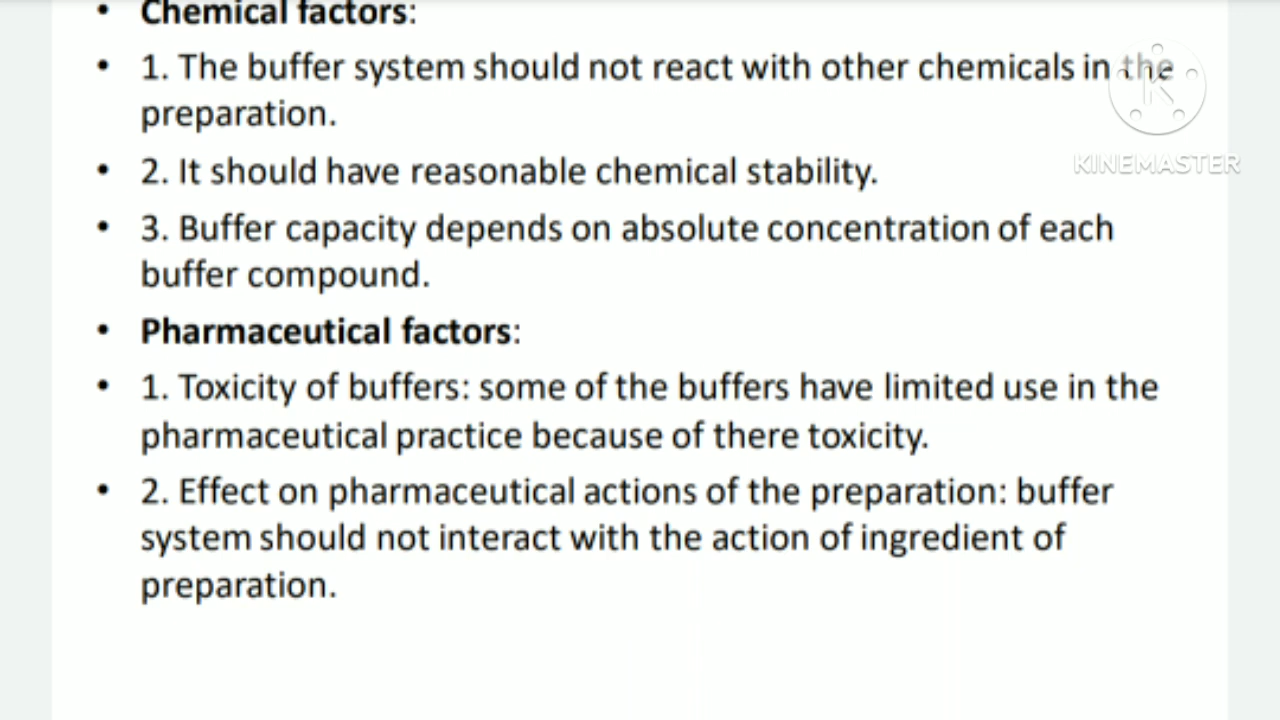 • Chemical factors:
• 1. The buffer system should not react with other chemicals in the
preparation.
• 2. It should have reasonable chemical stability.
• 3. Buffer capacity depends on absolute concentration of each
buffer compound.
• Pharmaceutical factors:
• 1. Toxicity of buffers: some of the buffers have limited use in the
pharmaceutical practice because of there toxicity.
• 2. Effect on pharmaceutical actions of the preparation: buffer
system should not interact with the action of ingredient of
preparation.
K
KINEMASTER